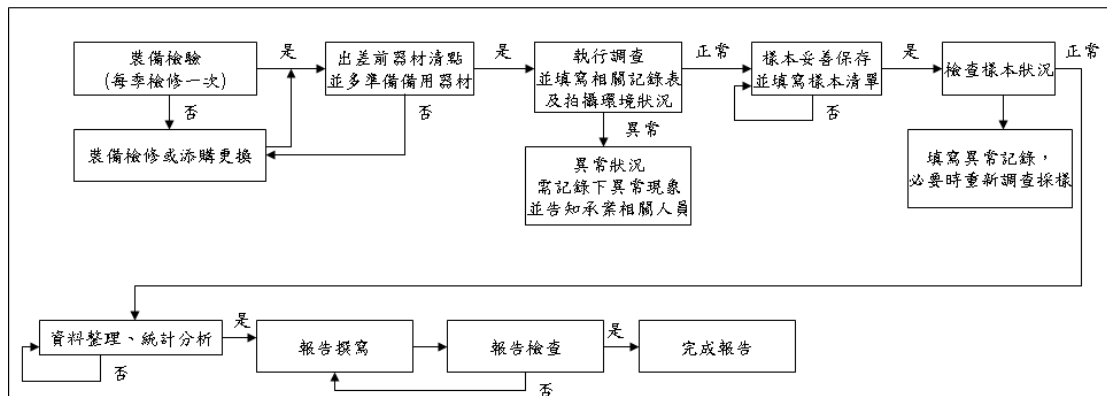 裝備檢驗
(每季檢修一次)
是
否
裝備檢修或添購更換
出差前器材清點
並多準備備用器材
是
否
執行調查
並填寫相關記錄表
及拍攝環境狀況
正常
異常
異常狀況
需記錄下異常現象
並告知承業相關人員
樣本妥善保存
並填寫樣本清單
是
否
檢查樣本狀況
正常
填寫異常記錄，
必要時重新調查採樣
資料整理、統計分析
是
否
報告撰寫
報告檢查
是
否
完成報告